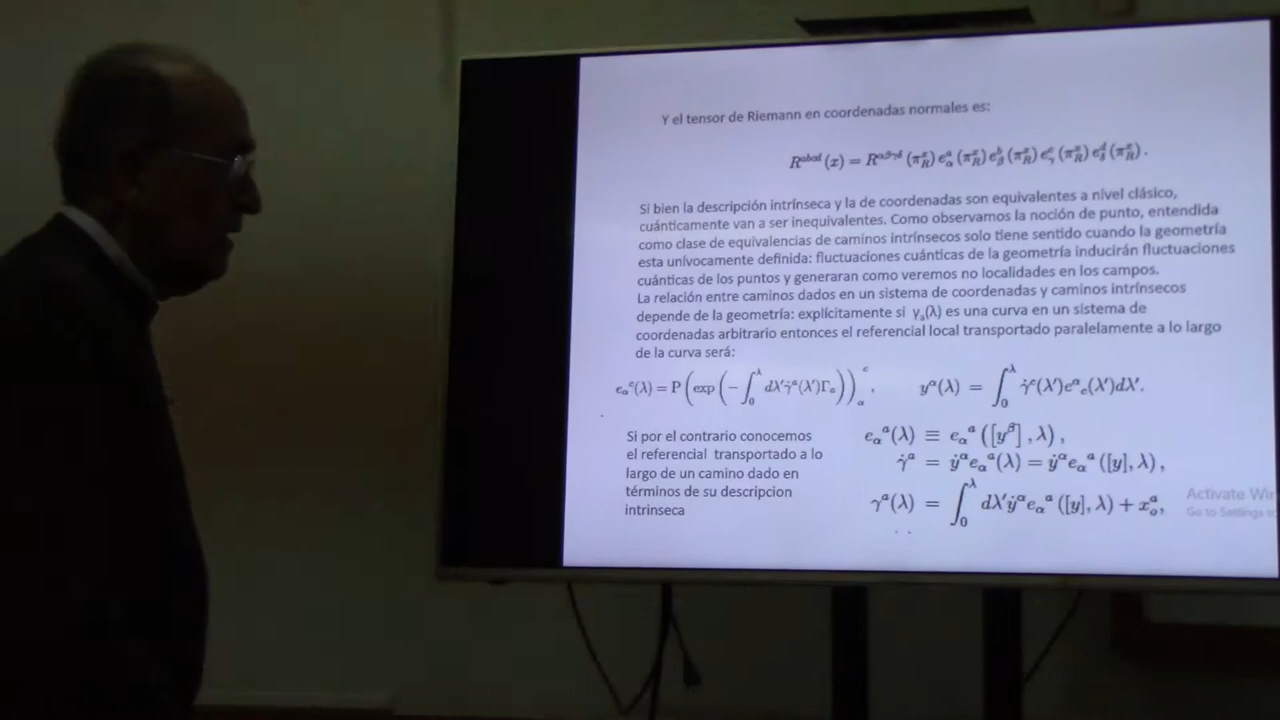 Y el tensor de Riemann en coordenadas normales es:
R^{abcd}(x) = R^{αβγδ}(π_R^x) e_α^a(π_R^x) e_β^b(π_R^x) e_γ^c(π_R^x) e_δ^d(π_R^x).
Si bien la descripción intrínseca y la de coordenadas son equivalentes a nivel clásico,
cuánticamente van a ser inequivalentes. Como observamos la noción de punto, entendida
como clase de equivalencias de caminos intrínsecos solo tiene sentido cuando la geometría
esta unívocamente definida: fluctuaciones cuánticas de la geometría inducirán fluctuaciones
cuánticas de los puntos y generaran como veremos no localidades en los campos.
La relación entre caminos dados en un sistema de coordenadas y caminos intrínsecos
depende de la geometría: explícitamente si γ_a(λ) es una curva en un sistema de
coordenadas arbitrario entonces el referencial local transportado paralelamente a lo largo
de la curva será:
e_α^c(λ) = P(exp(−∫_0^λ dλ'γ̇^a(λ')Γ_a))_α^c, y^α(λ) = ∫_0^λ γ̇^c(λ')e^α_c(λ')dλ'.
Si por el contrario conocemos
el referencial transportado a lo
largo de un camino dado en
términos de su descripcion
intrinseca
e_α^a(λ) ≡ e_α^a([y^β], λ),
γ̇^a = ẏ^α e_α^a(λ) = ẏ^α e_α^a([y], λ),
γ^a(λ) = ∫_0^λ dλ'ẏ^α e_α^a([y], λ) + x_o^a,
Activate Win
Go to Settings to